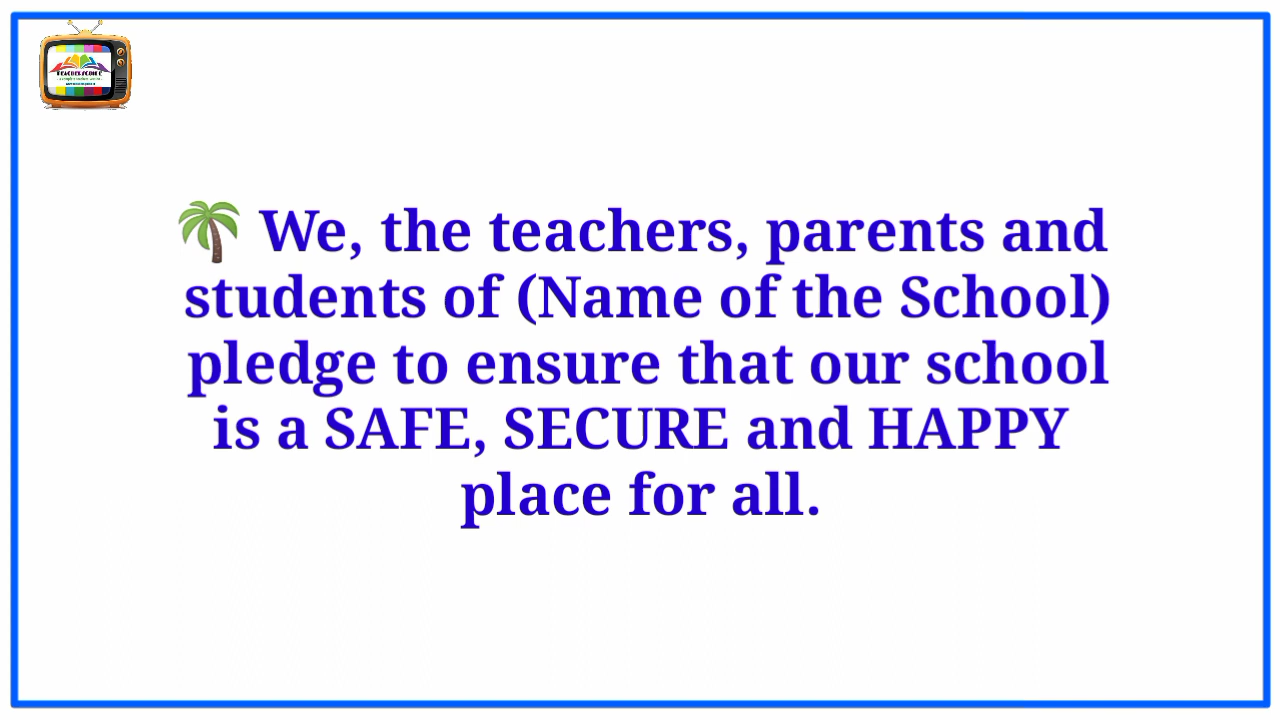 🌴 We, the teachers, parents and
students of (Name of the School)
pledge to ensure that our school
is a SAFE, SECURE and HAPPY
place for all.